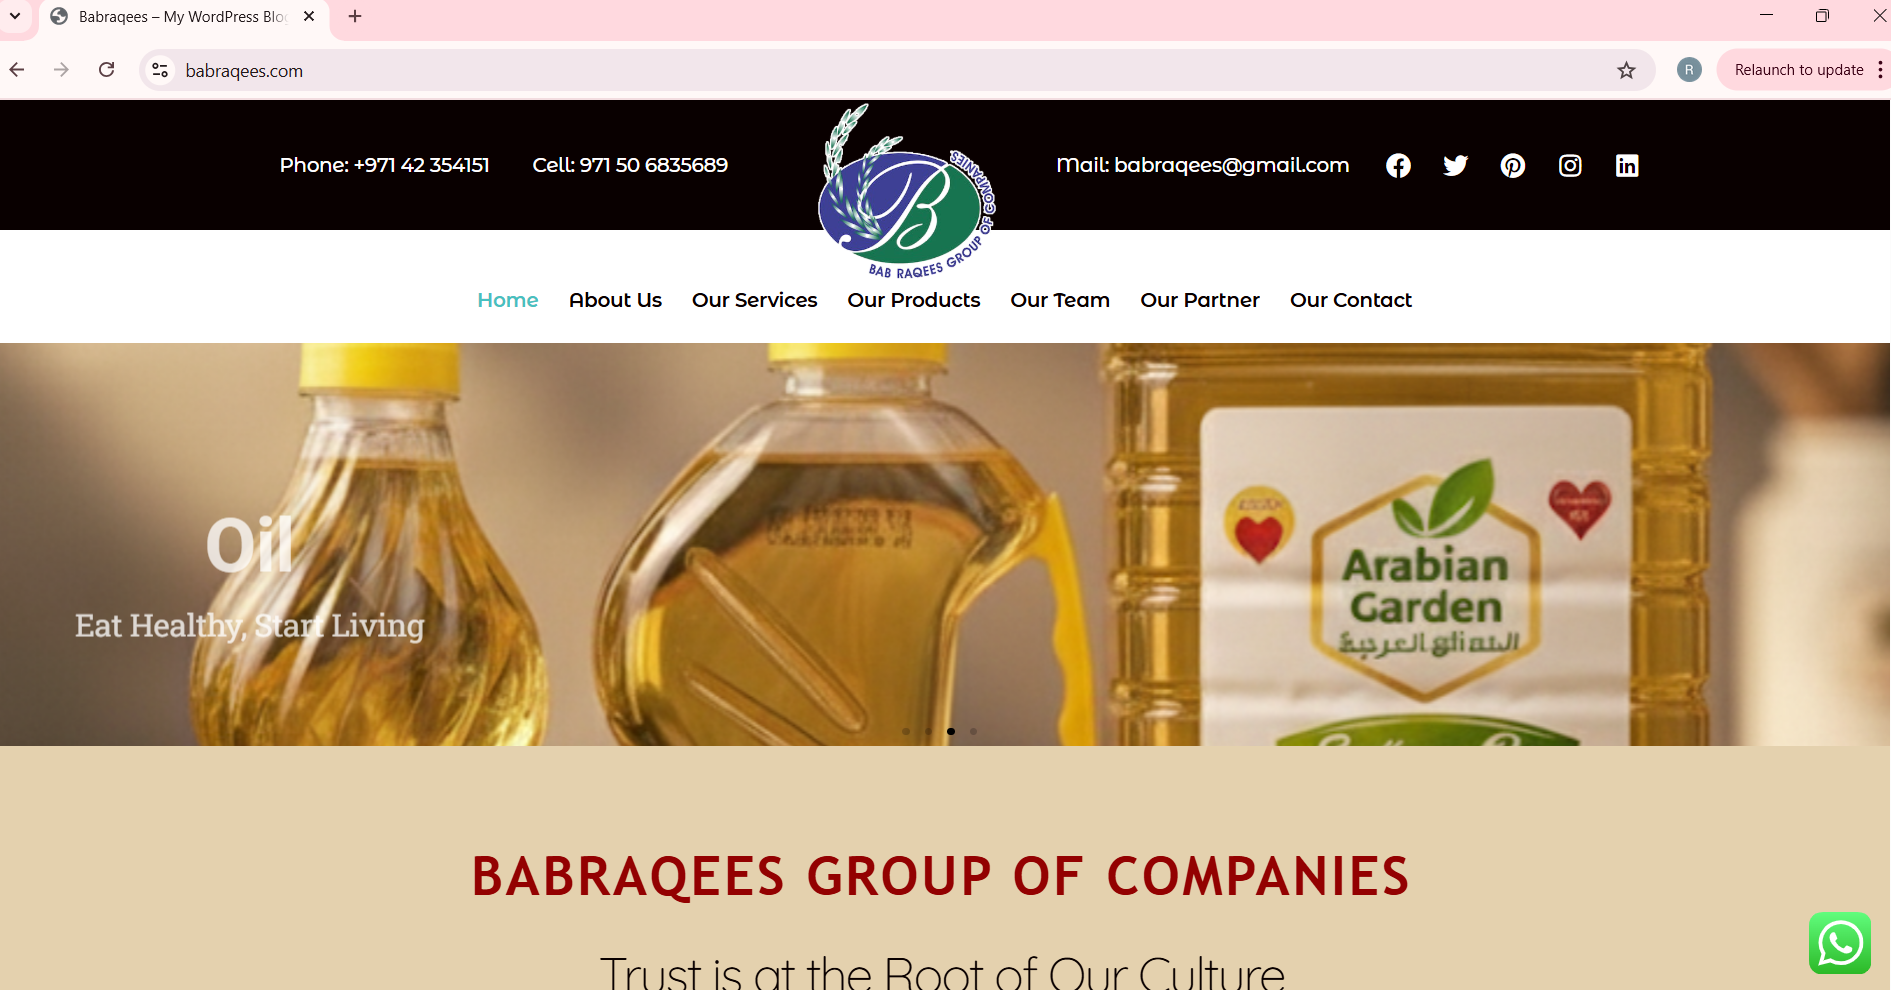 Babraqees – My WordPress Blo
babraqees.com
R
Relaunch to update
Phone: +971 42 354151
Cell: 971 50 6835689
B
BAB RAQEES GROUP OF COMPANIES
Mail: babraqees@gmail.com
Home
About Us
Our Services
Our Products
Our Team
Our Partner
Our Contact
Oil
Eat Healthy, Start Living
Arabian
Garden
BABRAQEES GROUP OF COMPANIES
Trust is at the Root of Our Culture